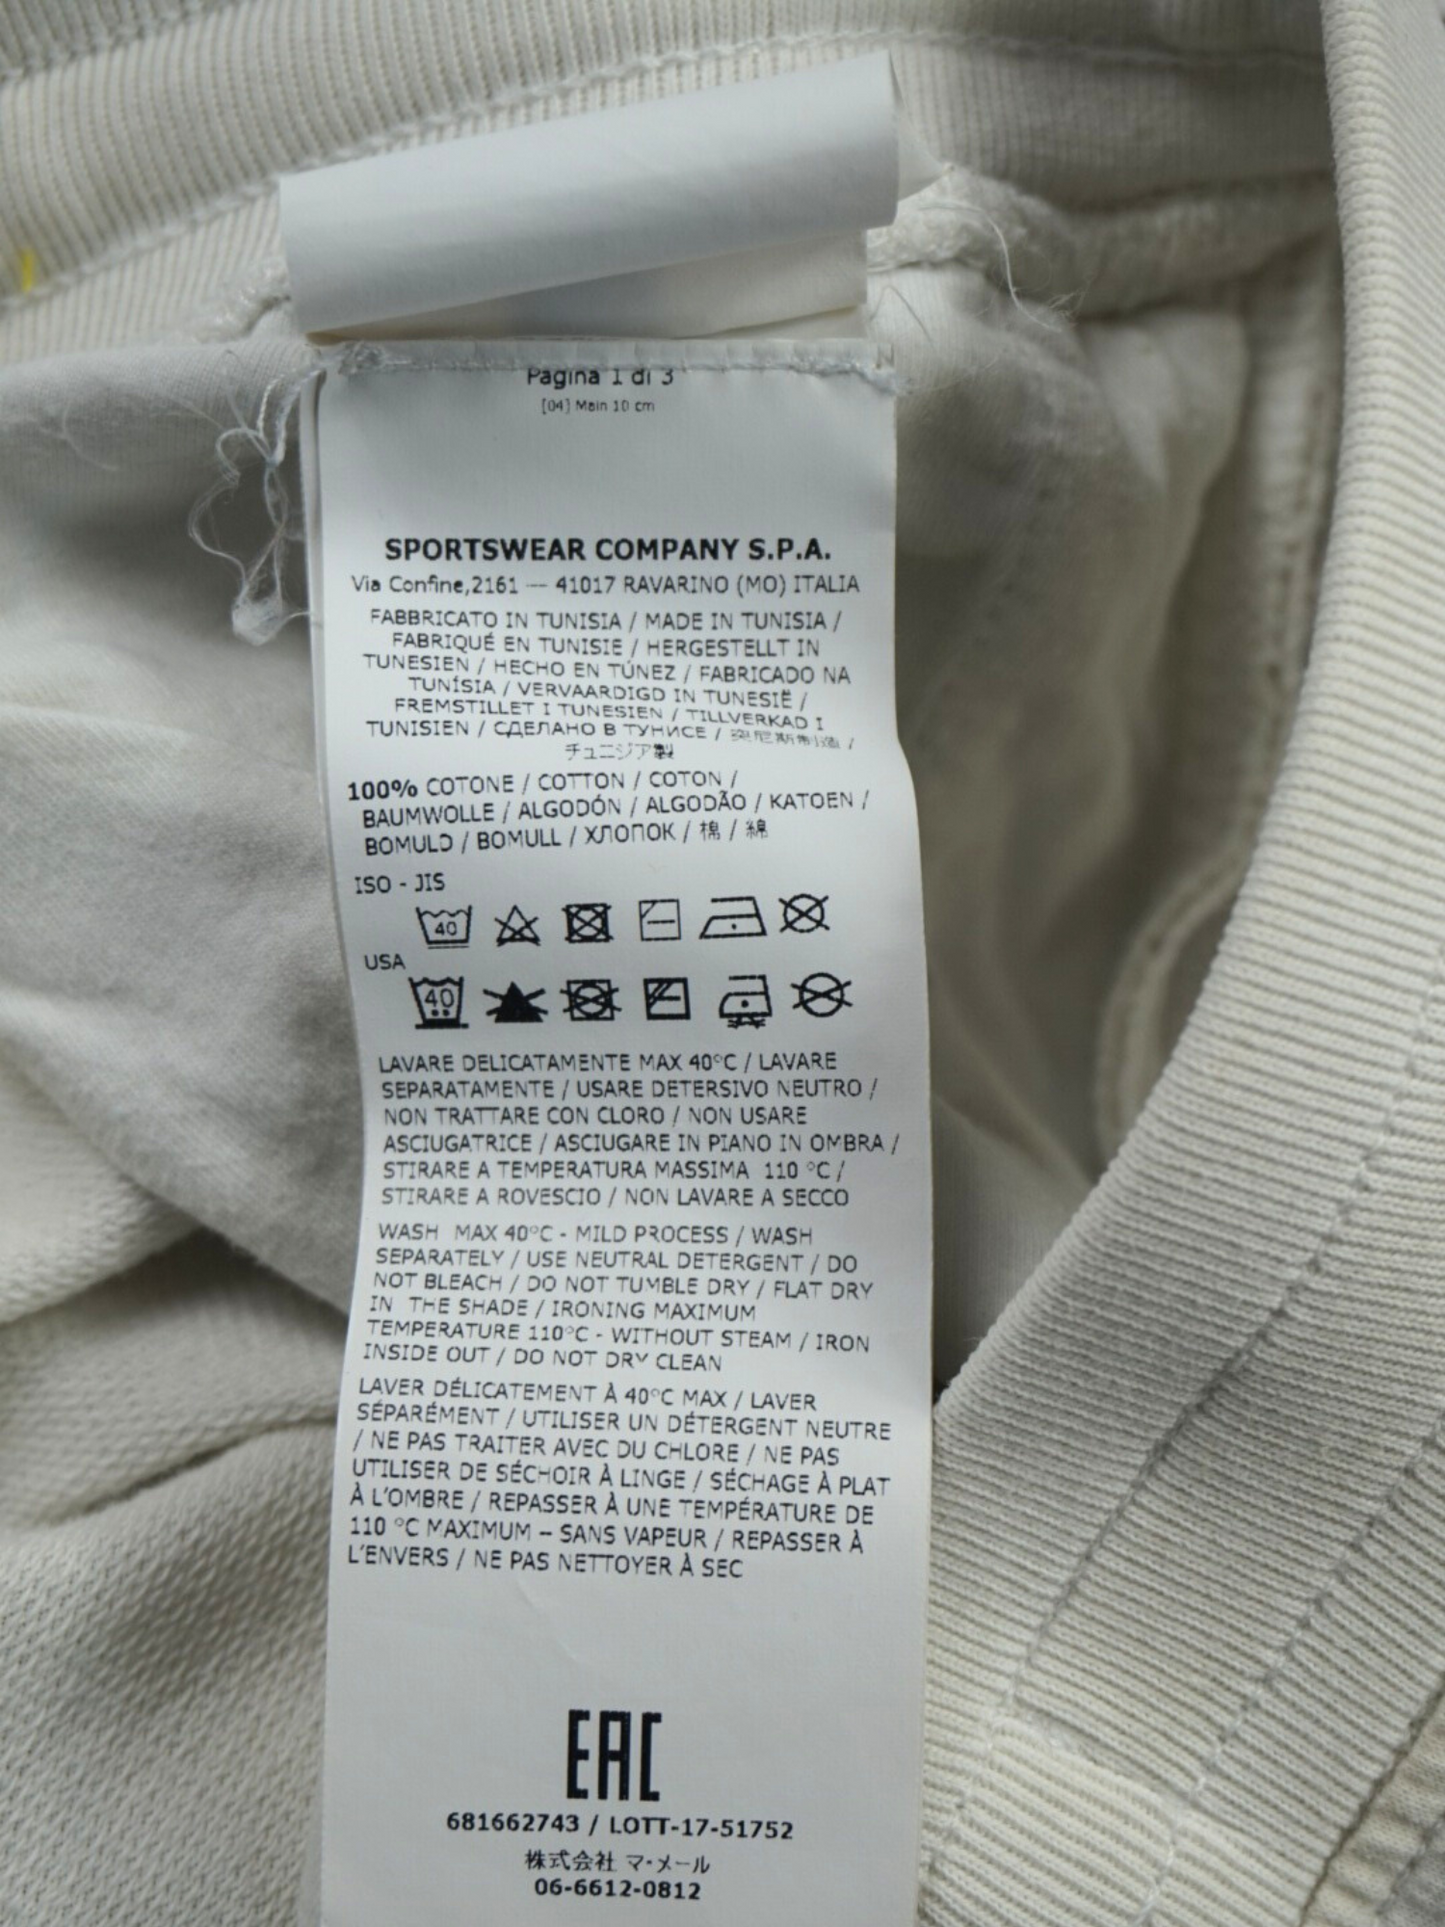 Pagina 1 di 3
[04] Main 10 cm
SPORTSWEAR COMPANY S.P.A.
Via Confine,2161 — 41017 RAVARINO (MO) ITALIA
FABBRICATO IN TUNISIA / MADE IN TUNISIA /
FABRIQUÉ EN TUNISIE / HERGESTELLT IN
TUNESIEN / HECHO EN TÚNEZ / FABRICADO NA
TUNÍSIA / VERVAARDIGD IN TUNESIË /
FREMSTILLET I TUNESIEN / TILLVERKAD I
TUNISIEN / СДЕЛАНО В ТУНИСЕ / 突尼斯制造 /
チュニジア製
100% COTONE / COTTON / COTON /
BAUMWOLLE / ALGODÓN / ALGODÃO / KATOEN /
BOMULD / BOMULL / ХЛОПОК / 棉 / 綿
ISO - JIS
40
USA
40
LAVARE DELICATAMENTE MAX 40°C / LAVARE
SEPARATAMENTE / USARE DETERSIVO NEUTRO /
NON TRATTARE CON CLORO / NON USARE
ASCIUGATRICE / ASCIUGARE IN PIANO IN OMBRA /
STIRARE A TEMPERATURA MASSIMA 110 °C /
STIRARE A ROVESCIO / NON LAVARE A SECCO
WASH MAX 40°C - MILD PROCESS / WASH
SEPARATELY / USE NEUTRAL DETERGENT / DO
NOT BLEACH / DO NOT TUMBLE DRY / FLAT DRY
IN THE SHADE / IRONING MAXIMUM
TEMPERATURE 110°C - WITHOUT STEAM / IRON
INSIDE OUT / DO NOT DRY CLEAN
LAVER DÉLICATEMENT À 40°C MAX / LAVER
SÉPARÉMENT / UTILISER UN DÉTERGENT NEUTRE
/ NE PAS TRAITER AVEC DU CHLORE / NE PAS
UTILISER DE SÉCHOIR À LINGE / SÉCHAGE À PLAT
À L'OMBRE / REPASSER À UNE TEMPÉRATURE DE
110 °C MAXIMUM – SANS VAPEUR / REPASSER À
L'ENVERS / NE PAS NETTOYER À SEC
EAC
681662743 / LOTT-17-51752
株式会社 マ・メール
06-6612-0812